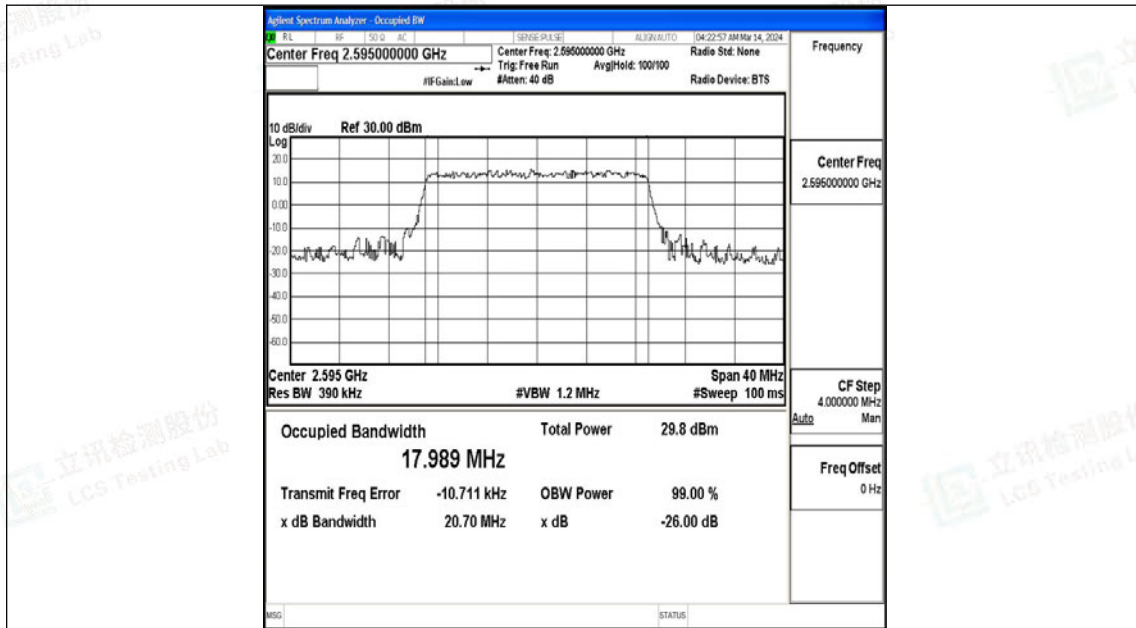 Agilent Spectrum Analyzer - Occupied BW
RL RF 50 Ω AC SENSE:PULSE ALIGNAUTO 04:22:57 AM Mar 14, 2024
Center Freq 2.595000000 GHz
Center Freq: 2.595000000 GHz
Radio Std: None
Trig: Free Run Avg|Hold: 100/100
#IFGain:Low #Atten: 40 dB Radio Device: BTS
Frequency
10 dB/div Ref 30.00 dBm
Log
20.0
10.0
0.00
-10.0
-20.0
-30.0
-40.0
-50.0
-60.0
Center 2.595 GHz Span 40 MHz
Res BW 390 kHz #VBW 1.2 MHz #Sweep 100 ms
Center Freq
2.595000000 GHz
CF Step
4.000000 MHz
Auto Man
Freq Offset
0 Hz
Occupied Bandwidth Total Power 29.8 dBm
17.989 MHz
Transmit Freq Error -10.711 kHz OBW Power 99.00 %
x dB Bandwidth 20.70 MHz x dB -26.00 dB
MSG STATUS
立讯检测股份
LCS Testing Lab
立讯检测股份
LCS Testing Lab